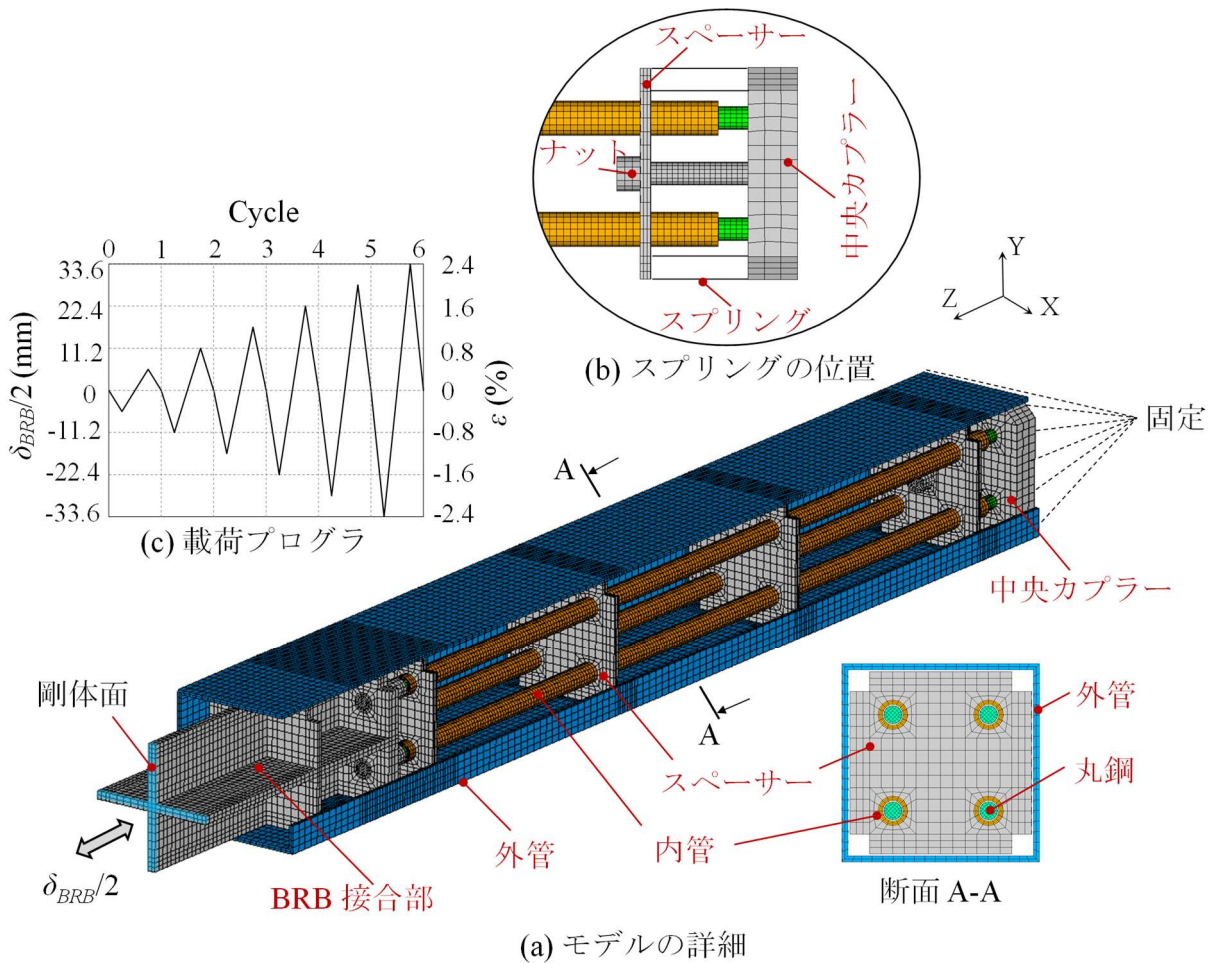 スペーサー
ナット
中央カプラー
スプリング
(b) スプリングの位置
Cycle
0 1 2 3 4 5 6
33.6
22.4
11.2
0
-11.2
-22.4
-33.6
δBRB/2 (mm)
2.4
1.6
0.8
0
-0.8
-1.6
-2.4
ε (%)
(c) 載荷プログラ
Y
Z
X
固定
A
中央カプラー
剛体面
A
外管
スペーサー
丸鋼
外管
内管
δBRB/2
BRB 接合部
断面 A-A
(a) モデルの詳細